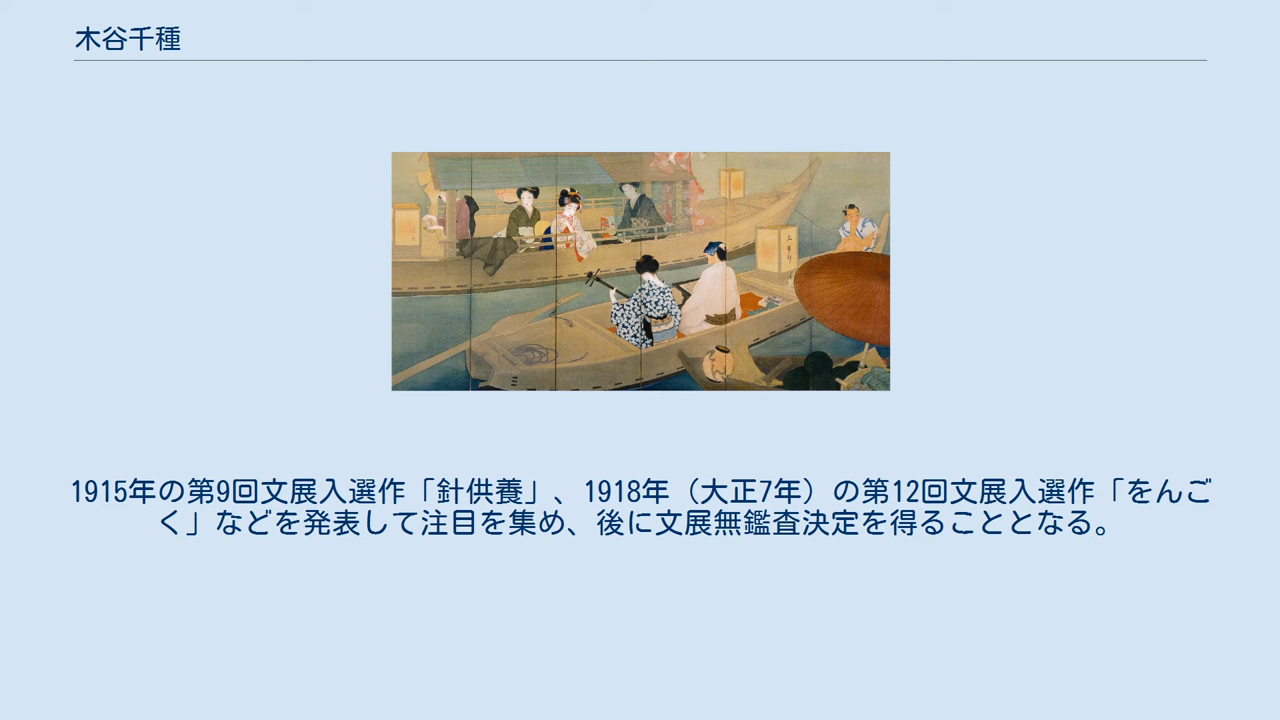 木谷千種
1915年の第9回文展入選作「針供養」、1918年（大正7年）の第12回文展入選作「をんご
く」などを発表して注目を集め、後に文展無鑑査決定を得ることとなる。